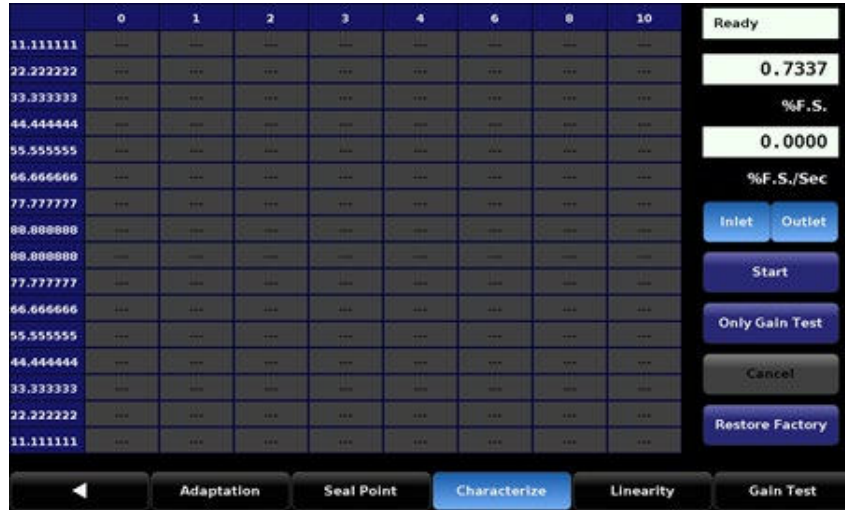 0 1 2 3 4 6 8 10
11.111111 --- --- --- --- --- --- --- ---
22.222222 --- --- --- --- --- --- --- ---
33.333333 --- --- --- --- --- --- --- ---
44.444444 --- --- --- --- --- --- --- ---
55.555555 --- --- --- --- --- --- --- ---
66.666666 --- --- --- --- --- --- --- ---
77.777777 --- --- --- --- --- --- --- ---
88.888888 --- --- --- --- --- --- --- ---
88.888888 --- --- --- --- --- --- --- ---
77.777777 --- --- --- --- --- --- --- ---
66.666666 --- --- --- --- --- --- --- ---
55.555555 --- --- --- --- --- --- --- ---
44.444444 --- --- --- --- --- --- --- ---
33.333333 --- --- --- --- --- --- --- ---
22.222222 --- --- --- --- --- --- --- ---
11.111111 --- --- --- --- --- --- --- ---
Ready
0.7337
%F.S.
0.0000
%F.S./Sec
Inlet Outlet
Start
Only Gain Test
Cancel
Restore Factory
Adaptation Seal Point Characterize Linearity Gain Test